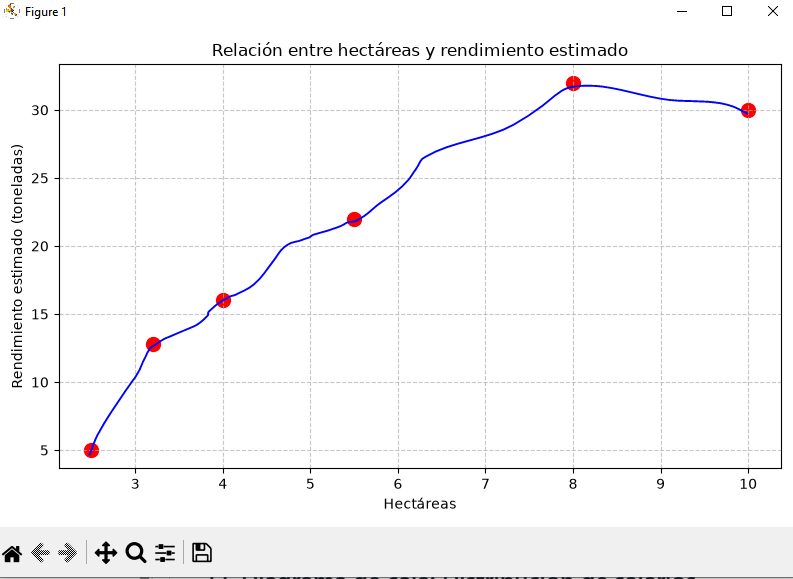 Figure 1
Relación entre hectáreas y rendimiento estimado
Rendimiento estimado (toneladas)
30
25
20
15
10
5
3 4 5 6 7 8 9 10
Hectáreas